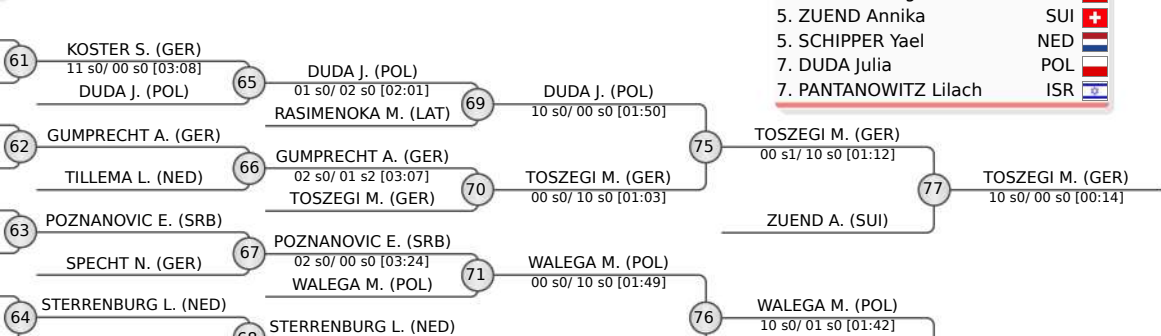 5. ZUEND Annika SUI
5. SCHIPPER Yael NED
7. DUDA Julia POL
7. PANTANOWITZ Lilach ISR
61
KOSTER S. (GER)
11 s0/ 00 s0 [03:08]
DUDA J. (POL)
62
GUMPRECHT A. (GER)
TILLEMA L. (NED)
63
POZNANOVIC E. (SRB)
SPECHT N. (GER)
64
STERRENBURG L. (NED)
65
DUDA J. (POL)
01 s0/ 02 s0 [02:01]
RASIMENOKA M. (LAT)
66
GUMPRECHT A. (GER)
02 s0/ 01 s2 [03:07]
TOSZEGI M. (GER)
67
POZNANOVIC E. (SRB)
02 s0/ 00 s0 [03:24]
WALEGA M. (POL)
STERRENBURG L. (NED)
69
DUDA J. (POL)
10 s0/ 00 s0 [01:50]
70
TOSZEGI M. (GER)
00 s0/ 10 s0 [01:03]
71
WALEGA M. (POL)
00 s0/ 10 s0 [01:49]
75
TOSZEGI M. (GER)
00 s1/ 10 s0 [01:12]
ZUEND A. (SUI)
76
WALEGA M. (POL)
10 s0/ 01 s0 [01:42]
77
TOSZEGI M. (GER)
10 s0/ 00 s0 [00:14]